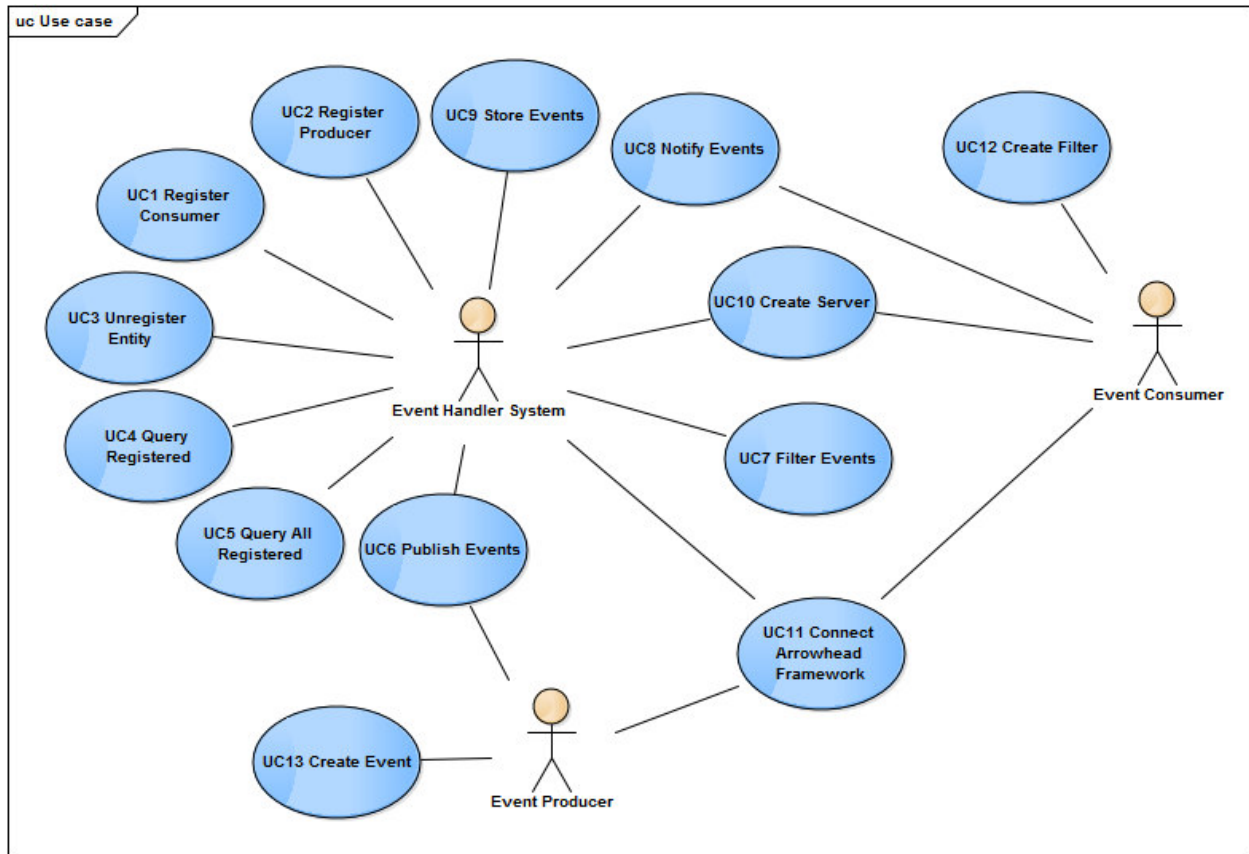 uc Use case
UC2 Register
Producer
UC9 Store Events
UC8 Notify Events
UC12 Create Filter
UC1 Register
Consumer
UC3 Unregister
Entity
UC10 Create Server
Event Handler System
Event Consumer
UC4 Query
Registered
UC7 Filter Events
UC5 Query All
Registered
UC6 Publish Events
UC11 Connect
Arrowhead
Framework
UC13 Create Event
Event Producer